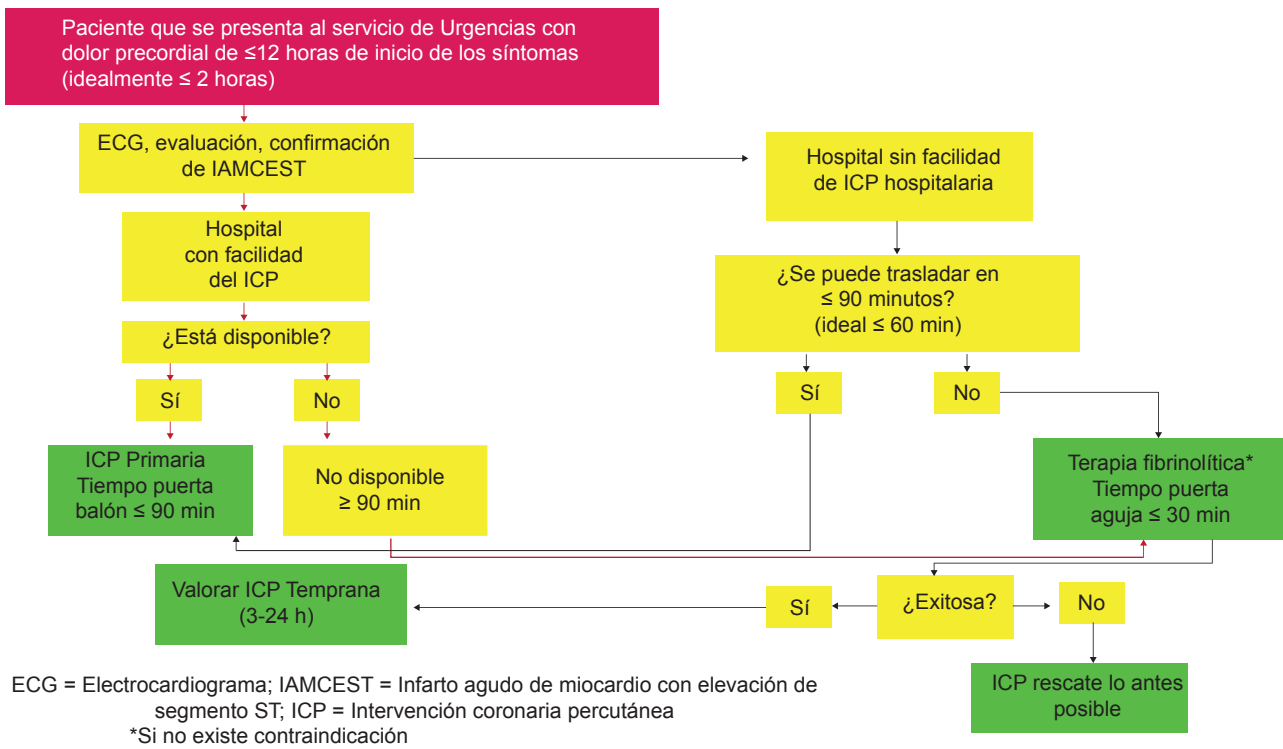 Paciente que se presenta al servicio de Urgencias con
dolor precordial de ≤12 horas de inicio de los síntomas
(idealmente ≤ 2 horas)
ECG, evaluación, confirmación
de IAMCEST
Hospital sin facilidad
de ICP hospitalaria
Hospital
con facilidad
del ICP
¿Se puede trasladar en
≤ 90 minutos?
(ideal ≤ 60 min)
¿Está disponible?
Sí
No
Sí
No
ICP Primaria
Tiempo puerta
balón ≤ 90 min
No disponible
≥ 90 min
Terapia fibrinolítica*
Tiempo puerta
aguja ≤ 30 min
Valorar ICP Temprana
(3-24 h)
Sí
¿Exitosa?
No
ICP rescate lo antes
posible
ECG = Electrocardiograma; IAMCEST = Infarto agudo de miocardio con elevación de
segmento ST; ICP = Intervención coronaria percutánea
*Si no existe contraindicación